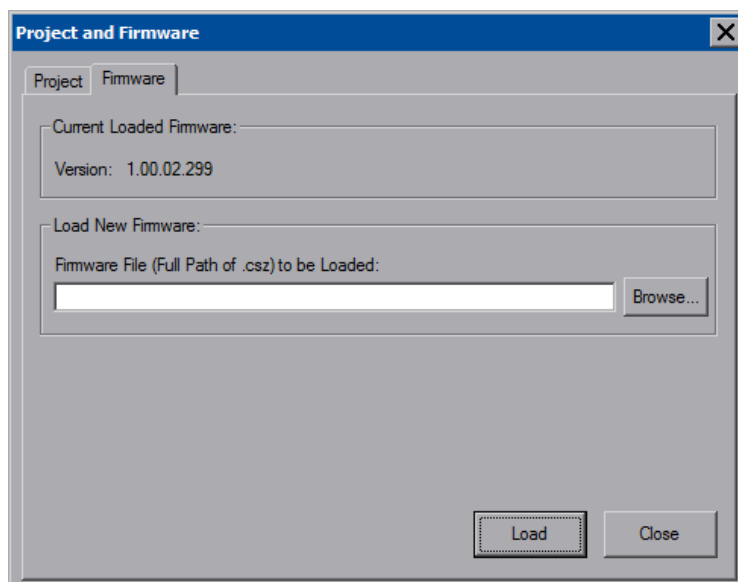 Project and Firmware
Project
Firmware
Current Loaded Firmware:
Version: 1.00.02.299
Load New Firmware:
Firmware File (Full Path of .csz) to be Loaded:
Browse...
Load
Close